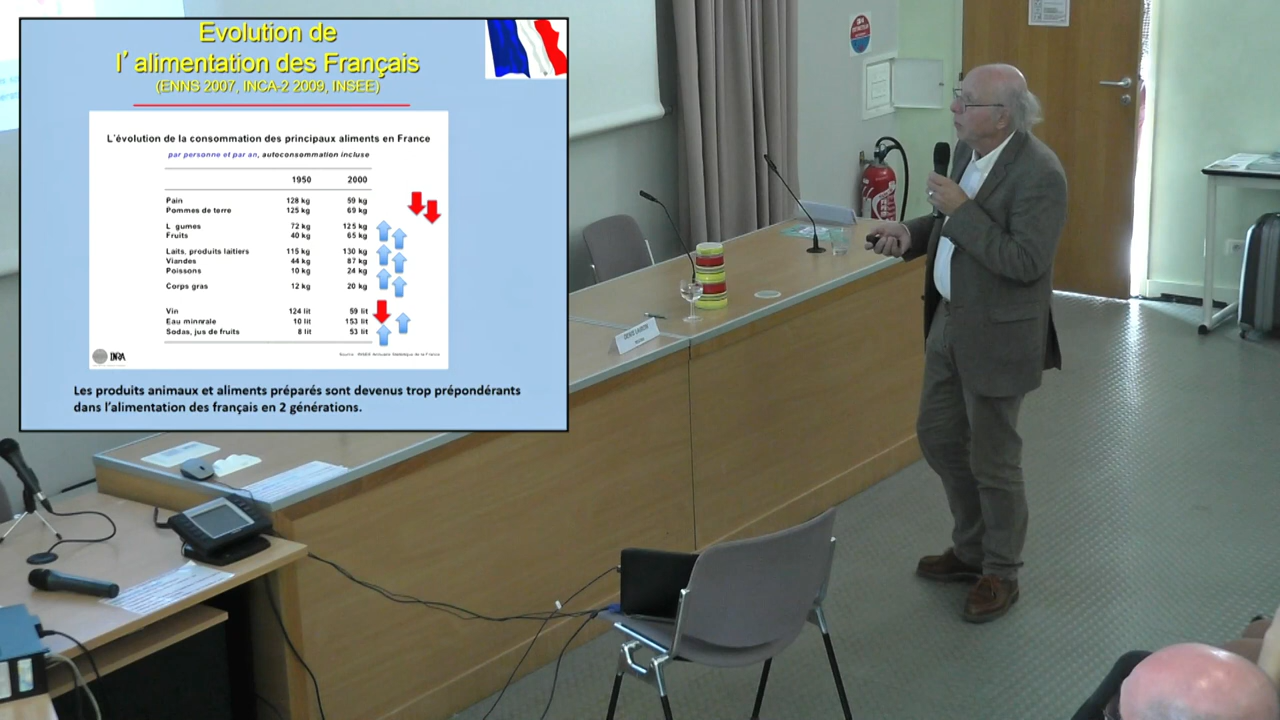 Evolution de
l'alimentation des Français
(ENNS 2007, INCA-2 2009, INSEE)
L'évolution de la consommation des principaux aliments en France
par personne et par an, autoconsommation incluse
1950 2000
Pain 128 kg 59 kg
Pommes de terre 125 kg 69 kg
L gumes 72 kg 125 kg
Fruits 40 kg 65 kg
Laits, produits laitiers 115 kg 130 kg
Viandes 44 kg 87 kg
Poissons 10 kg 24 kg
Corps gras 12 kg 20 kg
Vin 124 lit 59 lit
Eau minnrale 10 lit 153 lit
Sodas, jus de fruits 8 lit 53 lit
INRA
Les produits animaux et aliments préparés sont devenus trop prépondérants
dans l'alimentation des français en 2 générations.